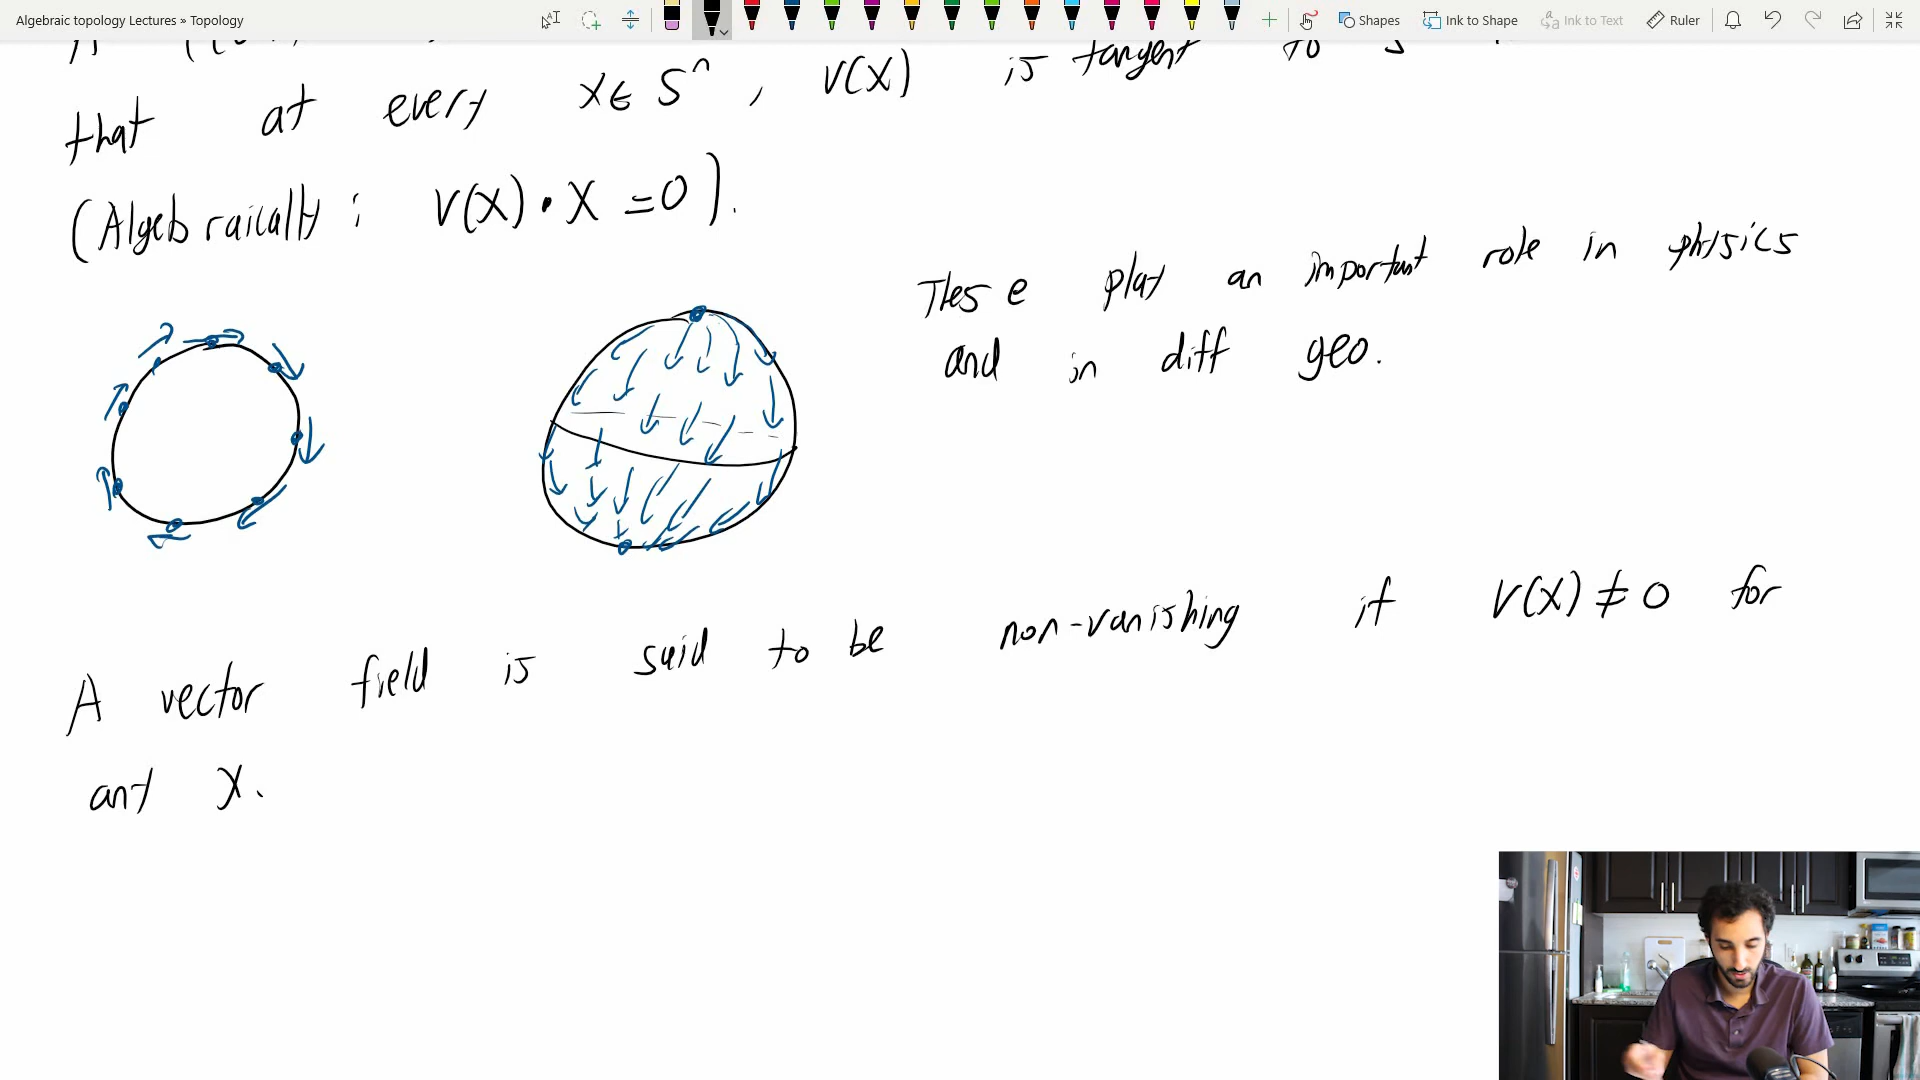 Algebraic topology Lectures » Topology
Shapes
Ink to Shape
Ink to Text
Ruler
is tangent to
that at every x∈ Sⁿ, V(X)
(Algebraically: V(X)·X =0).
These play an important role in physics
and in diff geo.
A vector field is said to be non-vanishing if V(X)≠0 for
any X.